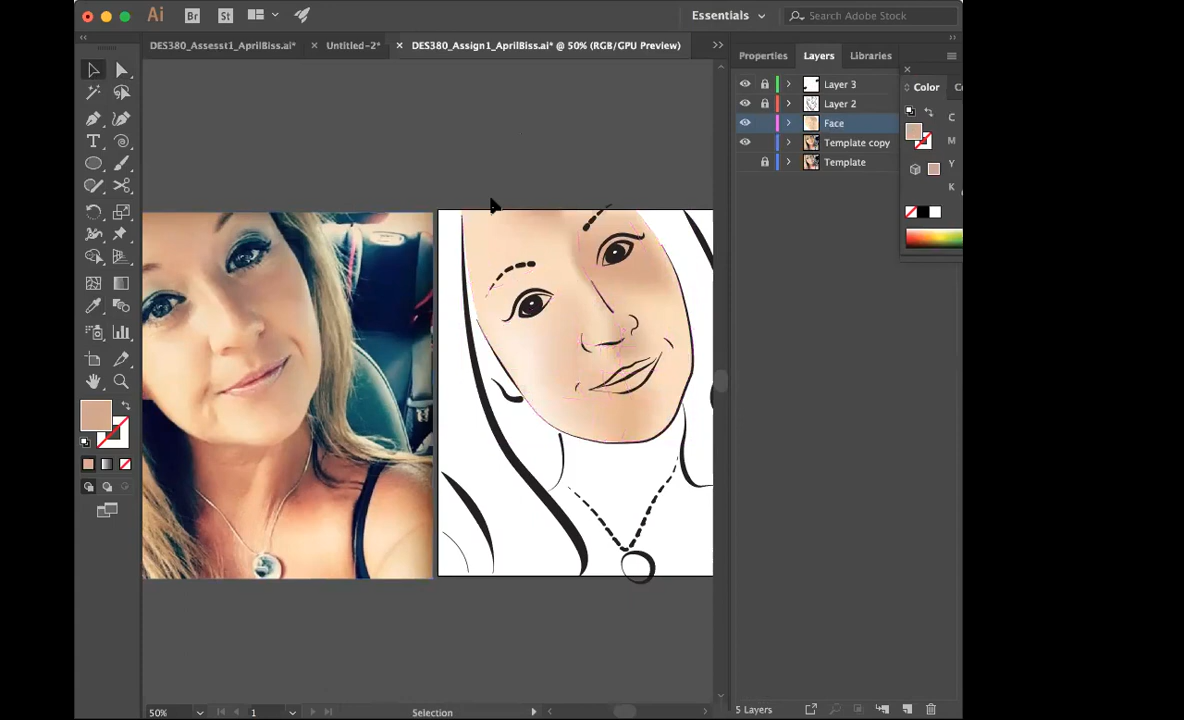 Ai Br St Essentials Search Adobe Stock
DES380_Assesst1_AprilBiss.ai* × Untitled-2* × DES380_Assign1_AprilBiss.ai* @ 50% (RGB/GPU Preview)
Properties Layers Libraries
Layer 3
Layer 2
Face
Template copy
Template
Color
C
M
Y
K
50% 1 Selection
5 Layers